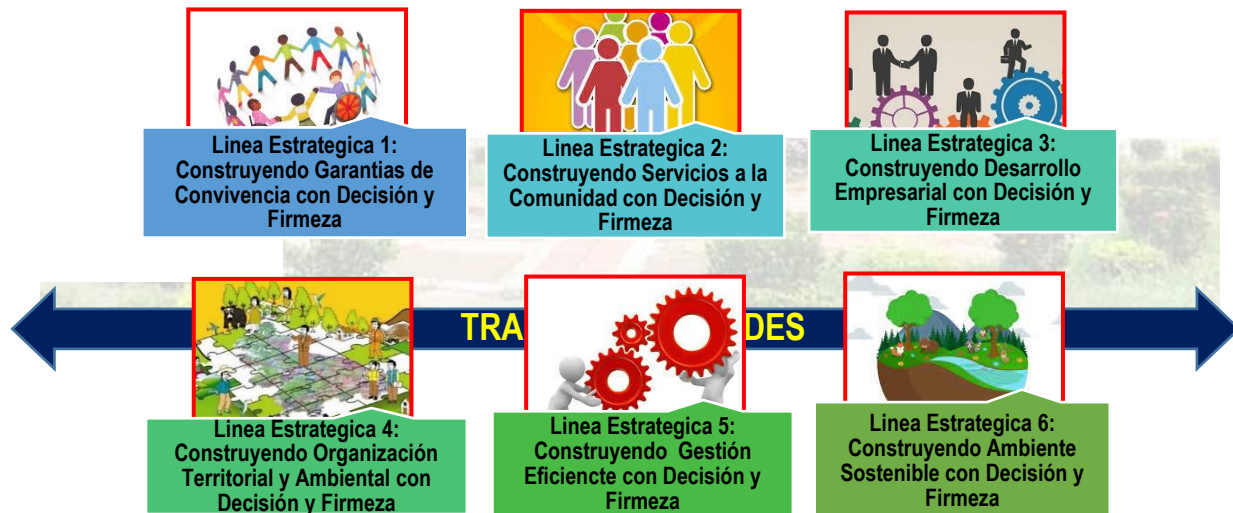 Linea Estrategica 1:
Construyendo Garantias de
Convivencia con Decisión y
Firmeza
Linea Estrategica 2:
Construyendo Servicios a la
Comunidad con Decisión y
Firmeza
Linea Estrategica 3:
Construyendo Desarrollo
Empresarial con Decisión y
Firmeza
TRA DES
Linea Estrategica 4:
Construyendo Organización
Territorial y Ambiental con
Decisión y Firmeza
Linea Estrategica 5:
Construyendo Gestión
Eficiencte con Decisión y
Firmeza
Linea Estrategica 6:
Construyendo Ambiente
Sostenible con Decisión y
Firmeza